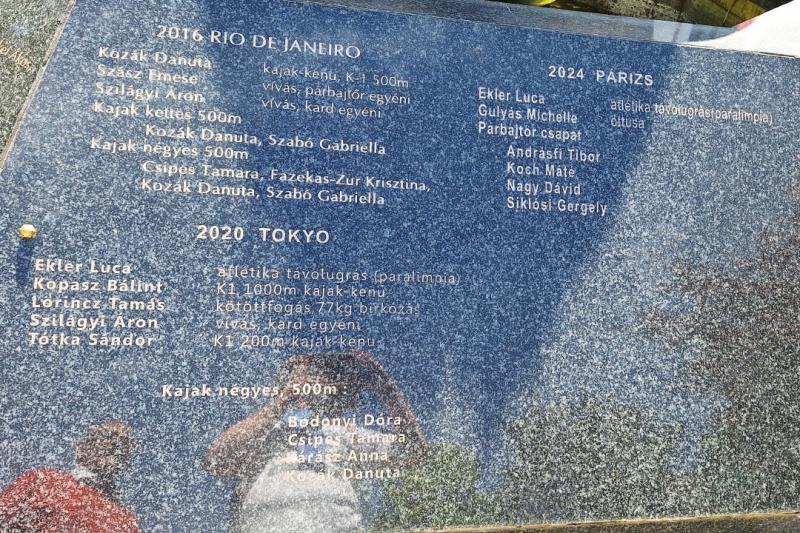 2016 RIO DE JANEIRO
Kozák Danuta kajak-kenu, K-1 500m
Szász Emese vívás, párbajtőr egyéni
Szilágyi Áron vívás, kard egyéni
Kajak kettes 500m
Kozák Danuta, Szabó Gabriella
Kajak négyes 500m
Csipes Tamara, Fazekas-Zur Krisztina,
Kozák Danuta, Szabó Gabriella
2020 TOKYO
Ekler Luca atlétika távolugrás (paralimpia)
Kopasz Bálint K1 1000m kajak-kenu
Lőrincz Tamás kötöttfogás 77kg birkózás
Szilágyi Áron vívás, kard egyéni
Tótka Sándor K1 200m kajak-kenu
Kajak négyes, 500m :
Bodonyi Dóra
Csipes Tamara
Kárász Anna
Kozák Danuta
2024 PÁRIZS
Ekler Luca atlétika távolugrás(paralimpia)
Gulyás Michelle öttusa
Párbajtőr csapat
Andrásfi Tibor
Koch Máté
Nagy Dávid
Siklósi Gergely